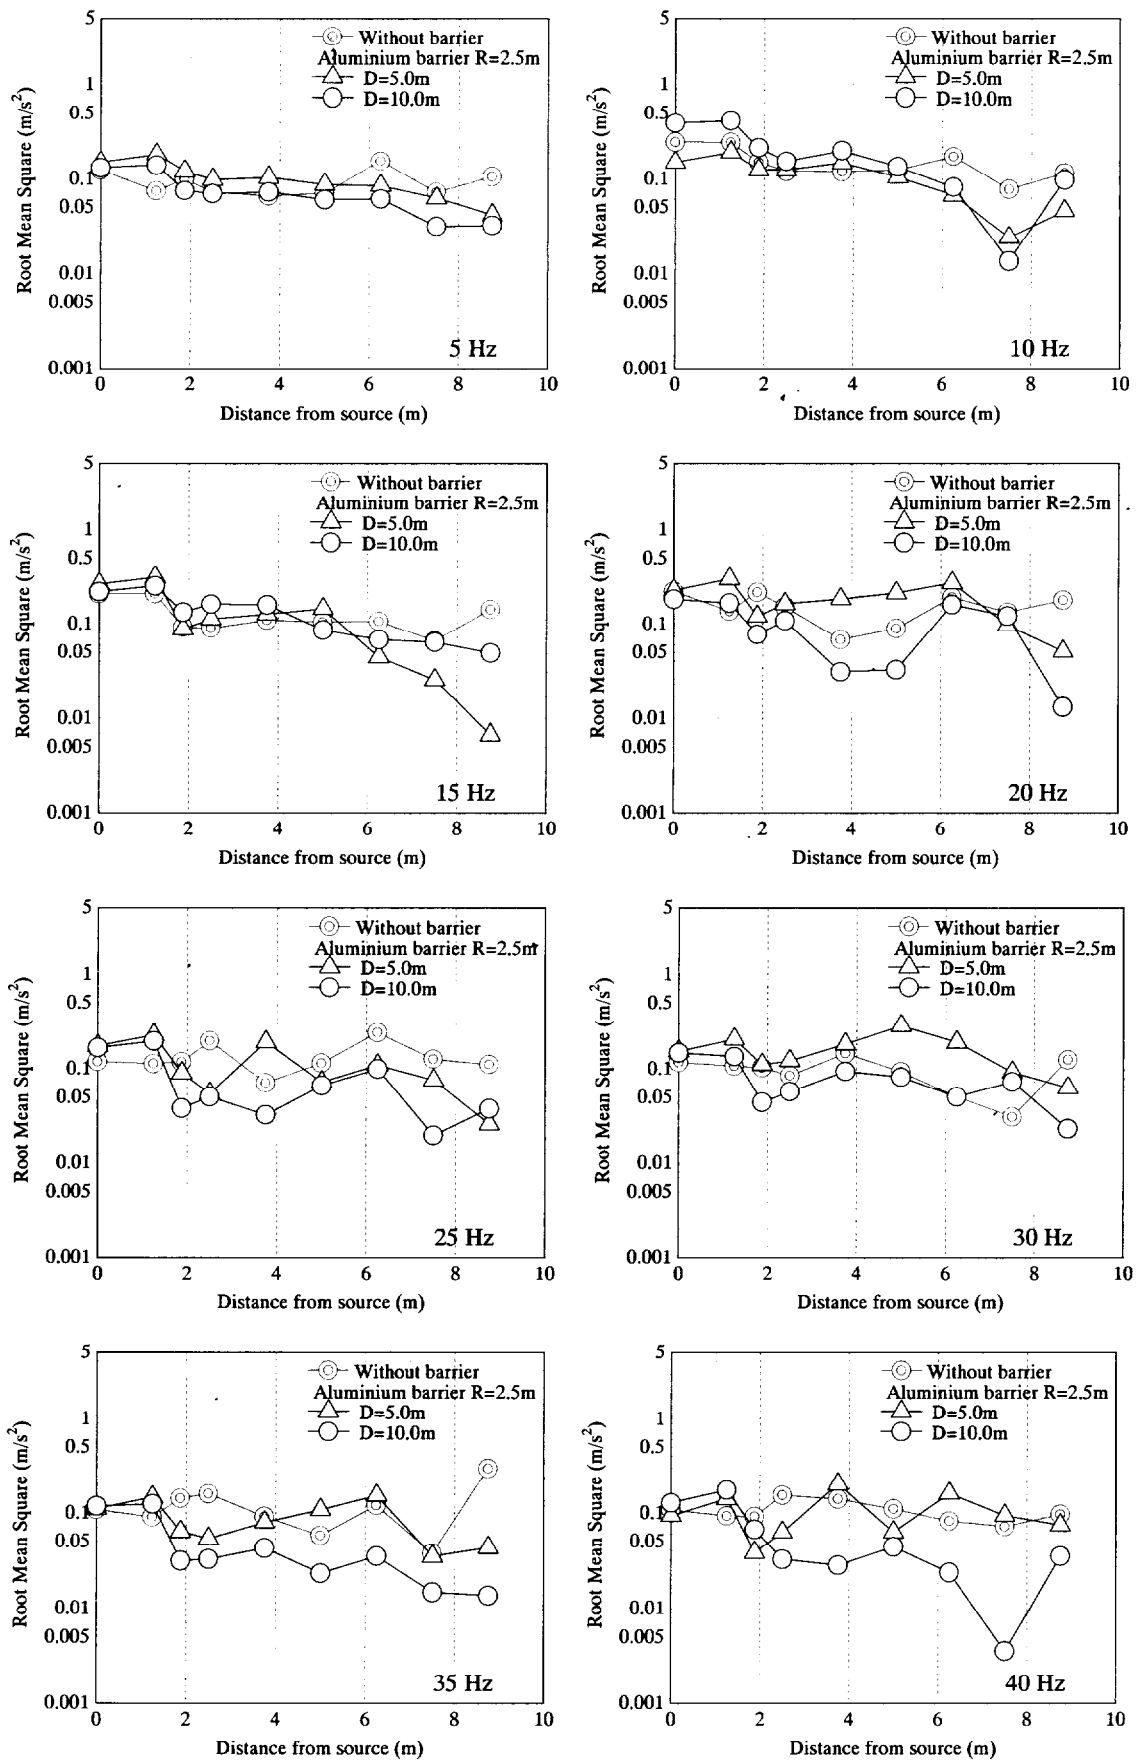 5
1
0.5
0.1
0.05
0.01
0.005
0.001
Root Mean Square (m/s²)
Without barrier
Aluminium barrier R=2.5m
D=5.0m
D=10.0m
5 Hz
0 2 4 6 8 10
Distance from source (m)
5
1
0.5
0.1
0.05
0.01
0.005
0.001
Root Mean Square (m/s²)
Without barrier
Aluminium barrier R=2.5m
D=5.0m
D=10.0m
10 Hz
0 2 4 6 8 10
Distance from source (m)
5
1
0.5
0.1
0.05
0.01
0.005
0.001
Root Mean Square (m/s²)
Without barrier
Aluminium barrier R=2.5m
D=5.0m
D=10.0m
15 Hz
0 2 4 6 8 10
Distance from source (m)
5
1
0.5
0.1
0.05
0.01
0.005
0.001
Root Mean Square (m/s²)
Without barrier
Aluminium barrier R=2.5m
D=5.0m
D=10.0m
20 Hz
0 2 4 6 8 10
Distance from source (m)
5
1
0.5
0.1
0.05
0.01
0.005
0.001
Root Mean Square (m/s²)
Without barrier
Aluminium barrier R=2.5m
D=5.0m
D=10.0m
25 Hz
0 2 4 6 8 10
Distance from source (m)
5
1
0.5
0.1
0.05
0.01
0.005
0.001
Root Mean Square (m/s²)
Without barrier
Aluminium barrier R=2.5m
D=5.0m
D=10.0m
30 Hz
0 2 4 6 8 10
Distance from source (m)
5
1
0.5
0.1
0.05
0.01
0.005
0.001
Root Mean Square (m/s²)
Without barrier
Aluminium barrier R=2.5m
D=5.0m
D=10.0m
35 Hz
0 2 4 6 8 10
Distance from source (m)
5
1
0.5
0.1
0.05
0.01
0.005
0.001
Root Mean Square (m/s²)
Without barrier
Aluminium barrier R=2.5m
D=5.0m
D=10.0m
40 Hz
0 2 4 6 8 10
Distance from source (m)